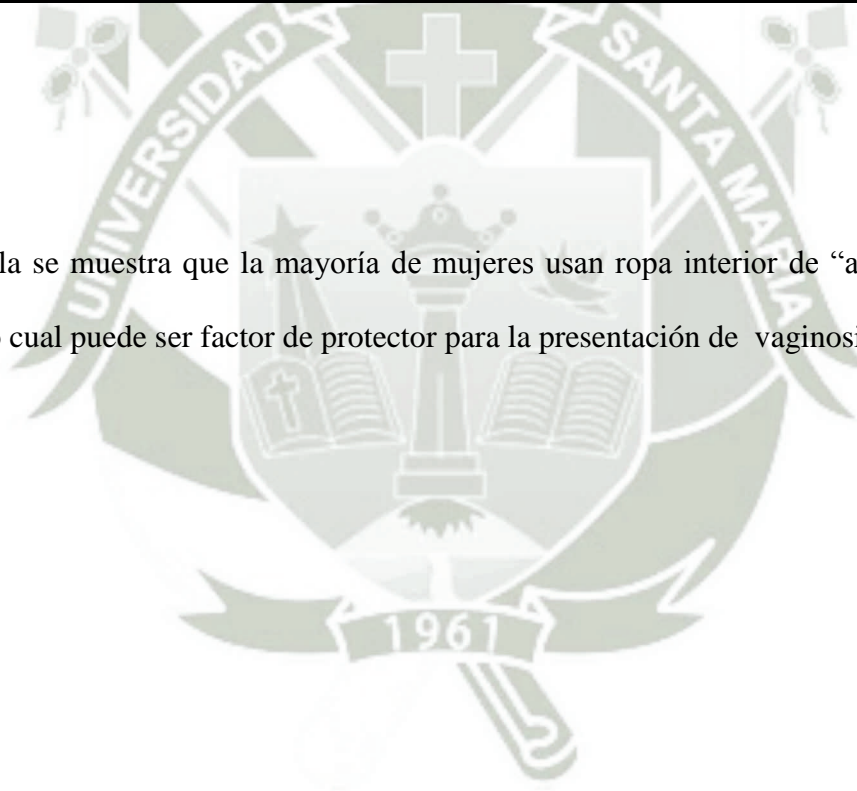 UNIVERSIDAD SANTA MARIA
la se muestra que la mayoría de mujeres usan ropa interior de “a
cual puede ser factor de protector para la presentación de vaginosi
1961